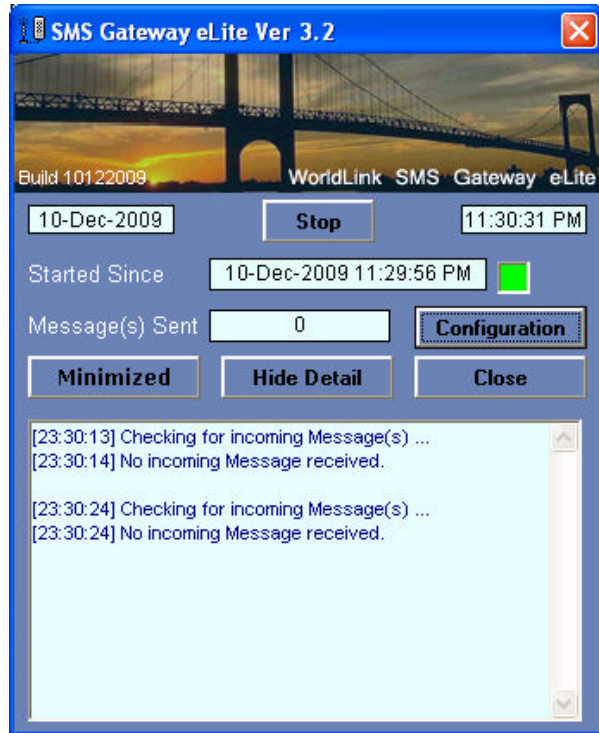 SMS Gateway eLite Ver 3.2
Build 10122009 WorldLink SMS Gateway eLite
10-Dec-2009 Stop 11:30:31 PM
Started Since 10-Dec-2009 11:29:56 PM
Message(s) Sent 0 Configuration
Minimized Hide Detail Close
[23:30:13] Checking for incoming Message(s) ...
[23:30:14] No incoming Message received.
[23:30:24] Checking for incoming Message(s) ...
[23:30:24] No incoming Message received.